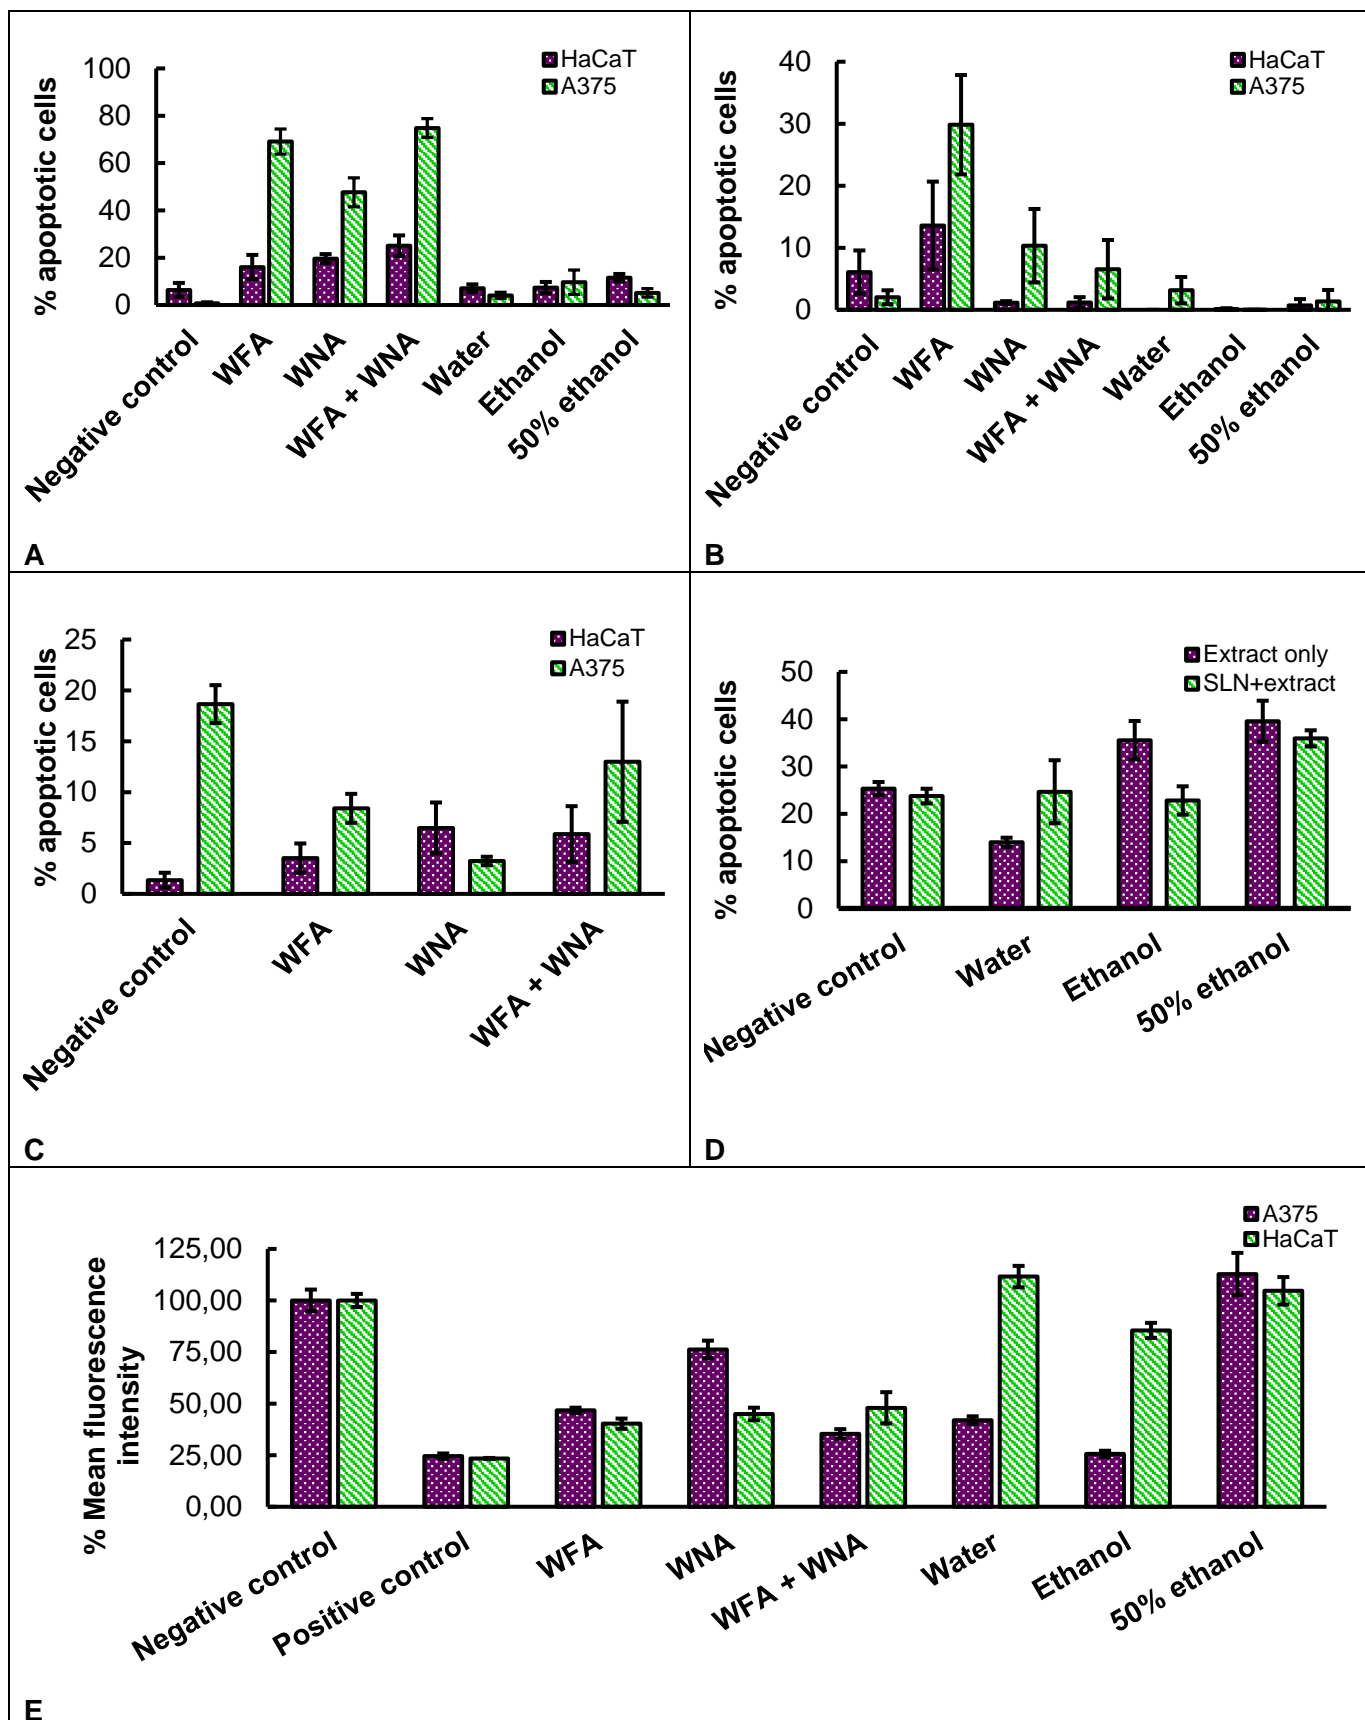 HaCaT
A375
% apoptotic cells
100
80
60
40
20
0
Negative control
WFA
WNA
WFA + WNA
Water
Ethanol
50% ethanol
A
HaCaT
A375
% apoptotic cells
40
30
20
10
0
Negative control
WFA
WNA
WFA + WNA
Water
Ethanol
50% ethanol
B
HaCaT
A375
% apoptotic cells
25
20
15
10
5
0
Negative control
WFA
WNA
WFA + WNA
C
Extract only
SLN+extract
% apoptotic cells
50
40
30
20
10
0
Negative control
Water
Ethanol
50% ethanol
D
A375
HaCaT
% Mean fluorescence
intensity
125,00
100,00
75,00
50,00
25,00
0,00
Negative control
Positive control
WFA
WNA
WFA + WNA
Water
Ethanol
50% ethanol
E